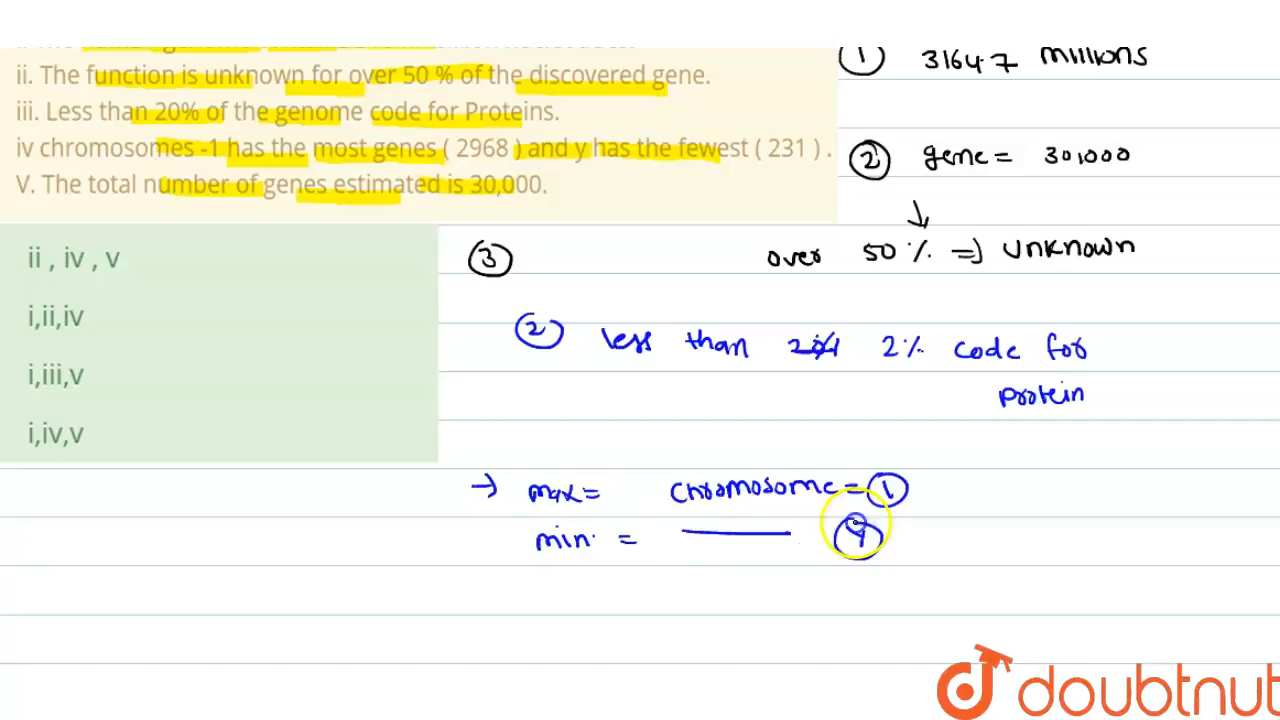 ii. The function is unknown for over 50 % of the discovered gene.
iii. Less than 20% of the genome code for Proteins.
iv chromosomes -1 has the most genes ( 2968 ) and y has the fewest ( 231 ) .
V. The total number of genes estimated is 30,000.
ii , iv , v
i,ii,iv
i,iii,v
i,iv,v
1 3164.7 millions
2 gene = 30,000
3 over 50 % => unknown
2 less than 2% code for
protein
→ max = chromosome = 1
min. =
doubtnut